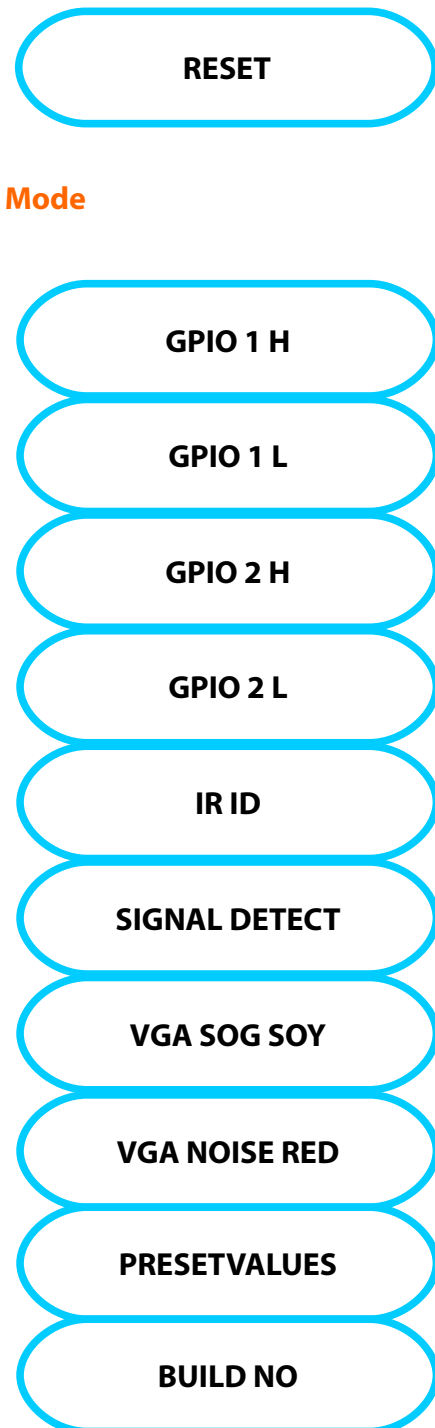 RESET
Mode
GPIO 1 H
GPIO 1 L
GPIO 2 H
GPIO 2 L
IR ID
SIGNAL DETECT
VGA SOG SOY
VGA NOISE RED
PRESETVALUES
BUILD NO